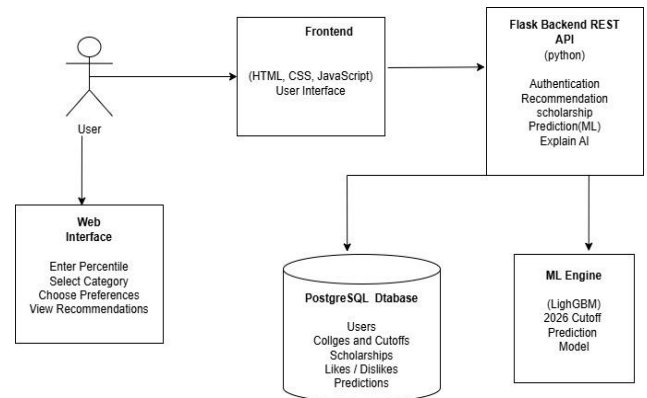 User
Frontend
(HTML, CSS, JavaScript)
User Interface
Flask Backend REST
API
(python)
Authentication
Recommendation
scholarship
Prediction(ML)
Explain AI
Web
Interface
Enter Percentile
Select Category
Choose Preferences
View Recommendations
PostgreSQL Dtabase
Users
Collges and Cutoffs
Scholarships
Likes / Dislikes
Predictions
ML Engine
(LighGBM)
2026 Cutoff
Prediction
Model